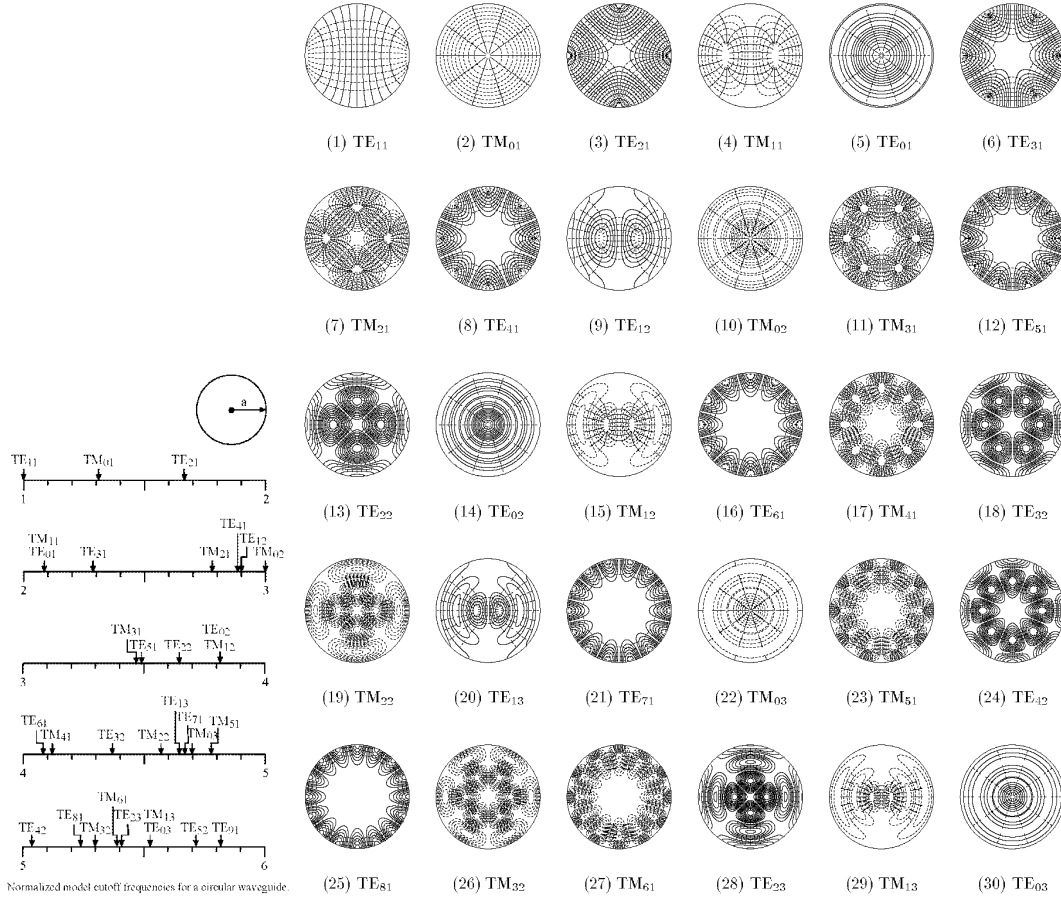 (1) TE11 (2) TM01 (3) TE21 (4) TM11 (5) TE01 (6) TE31
(7) TM21 (8) TE41 (9) TE12 (10) TM02 (11) TM31 (12) TE51
(13) TE22 (14) TE02 (15) TM12 (16) TE61 (17) TM41 (18) TE32
(19) TM22 (20) TE13 (21) TE71 (22) TM03 (23) TM51 (24) TE42
(25) TE81 (26) TM32 (27) TM61 (28) TE23 (29) TM13 (30) TE03
a
TE11 TM01 TE21
1 2
TE41
TM11 TE12
TE01 TE31 TM21 TM02
2 3
TM31 TE02
TE51 TE22 TM12
3 4
TE13
TE61 TE71 TM51
TM41 TE32 TM22 TM03
4 5
TM61
TE81 TE23 TM13
TE42 TM32 TE03 TE52 TE91
5 6
Normalized model cutoff frequencies for a circular waveguide.